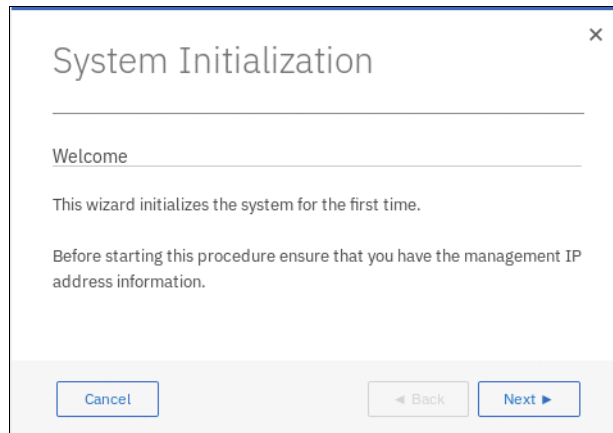 ×
System Initialization
Welcome
This wizard initializes the system for the first time.
Before starting this procedure ensure that you have the management IP
address information.
Cancel
◄ Back
Next ►